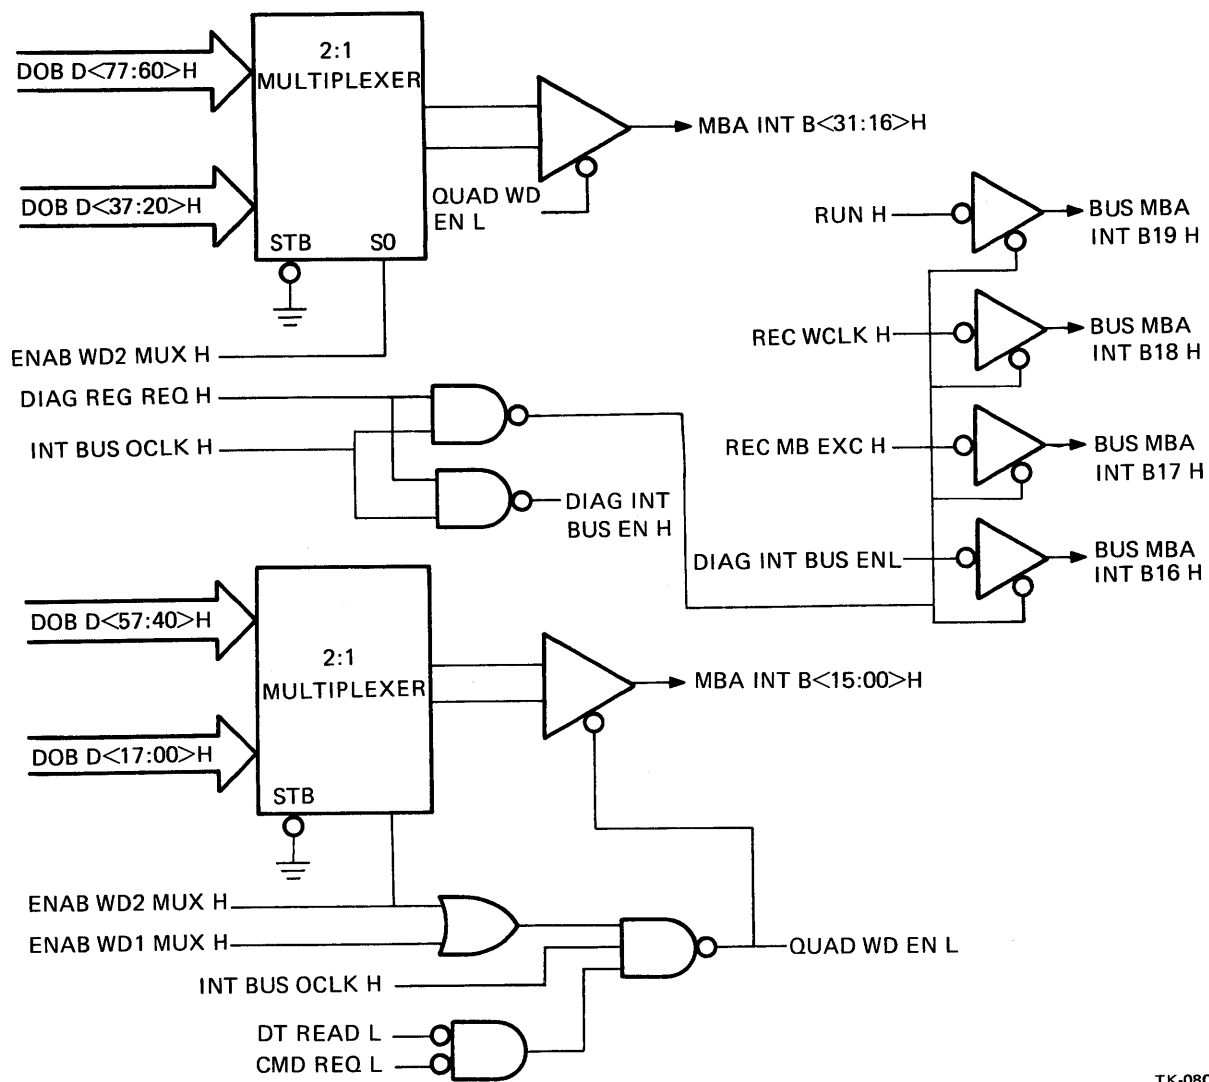 2:1
MULTIPLEXER
DOB D<77:60>H
DOB D<37:20>H
STB
S0
QUAD WD
EN L
MBA INT B<31:16>H
ENAB WD2 MUX H
DIAG REG REQ H
INT BUS OCLK H
DIAG INT
BUS EN H
RUN H
BUS MBA
INT B19 H
REC WCLK H
BUS MBA
INT B18 H
REC MB EXC H
BUS MBA
INT B17 H
DIAG INT BUS ENL
BUS MBA
INT B16 H
DOB D<57:40>H
2:1
MULTIPLEXER
DOB D<17:00>H
STB
MBA INT B<15:00>H
ENAB WD2 MUX H
ENAB WD1 MUX H
INT BUS OCLK H
QUAD WD EN L
DT READ L
CMD REQ L